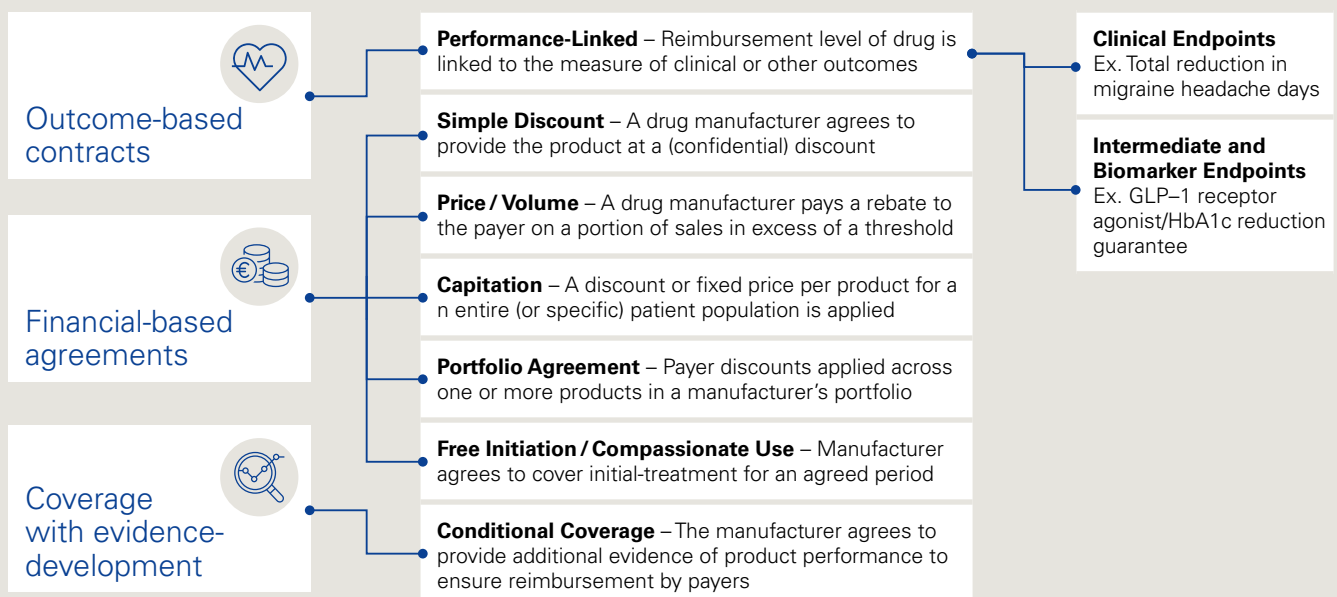 Outcome-based
contracts
Financial-based
agreements
Coverage
with evidence-
development
Performance-Linked – Reimbursement level of drug is
linked to the measure of clinical or other outcomes
Simple Discount – A drug manufacturer agrees to
provide the product at a (confidential) discount
Price / Volume – A drug manufacturer pays a rebate to
the payer on a portion of sales in excess of a threshold
Capitation – A discount or fixed price per product for a
n entire (or specific) patient population is applied
Portfolio Agreement – Payer discounts applied across
one or more products in a manufacturer’s portfolio
Free Initiation / Compassionate Use – Manufacturer
agrees to cover initial-treatment for an agreed period
Conditional Coverage – The manufacturer agrees to
provide additional evidence of product performance to
ensure reimbursement by payers
Clinical Endpoints
Ex. Total reduction in
migraine headache days
Intermediate and
Biomarker Endpoints
Ex. GLP–1 receptor
agonist/HbA1c reduction
guarantee